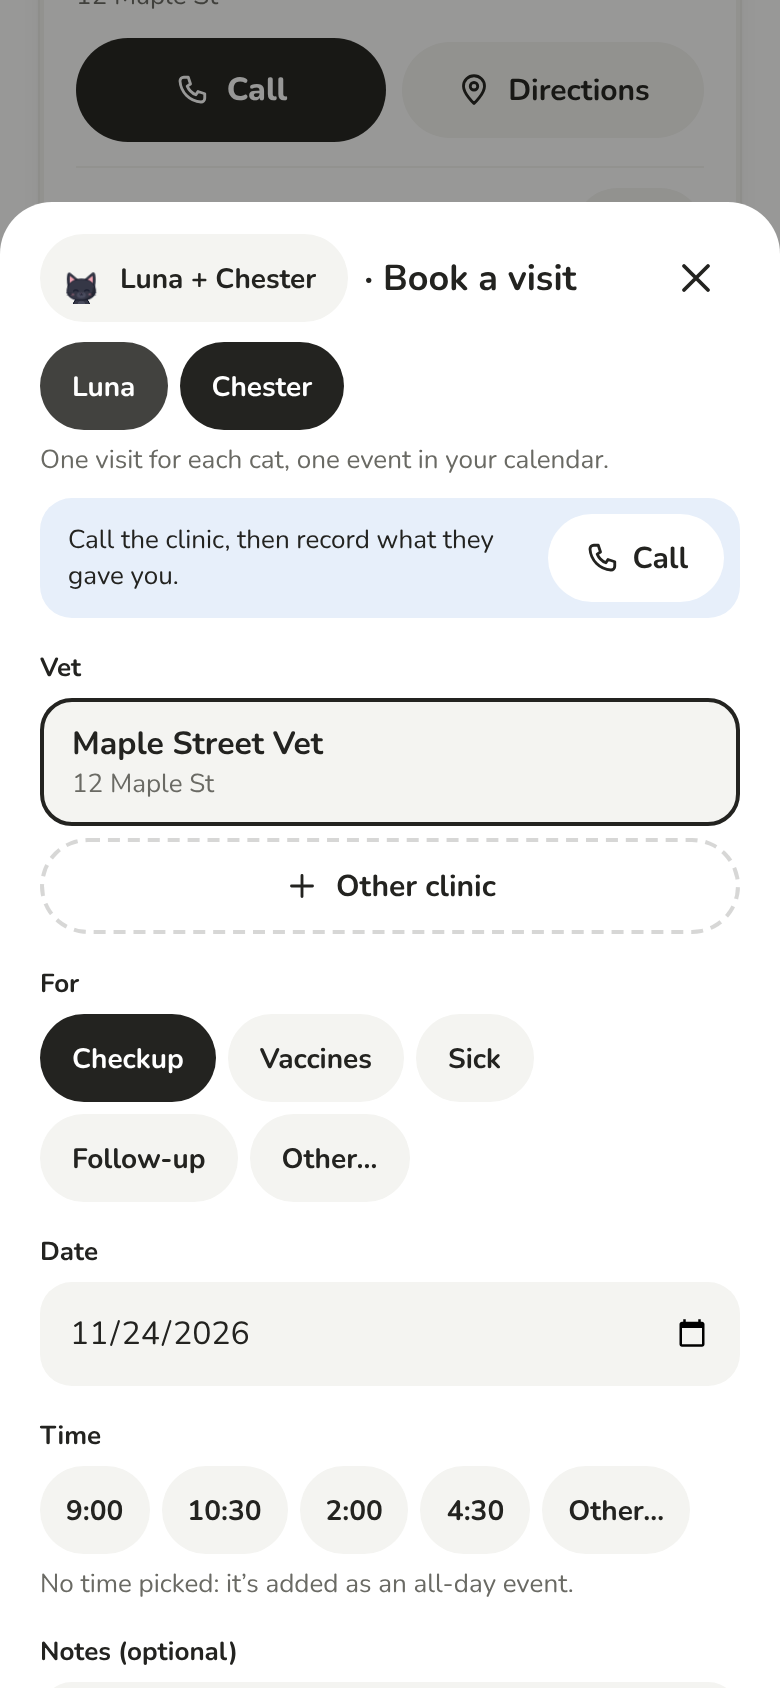 12 Maple St
Call
Directions
Luna + Chester
· Book a visit
Luna
Chester
One visit for each cat, one event in your calendar.
Call the clinic, then record what they
gave you.
Call
Vet
Maple Street Vet
12 Maple St
Other clinic
For
Checkup
Vaccines
Sick
Follow-up
Other...
Date
11/24/2026
Time
9:00
10:30
2:00
4:30
Other...
No time picked: it’s added as an all-day event.
Notes (optional)